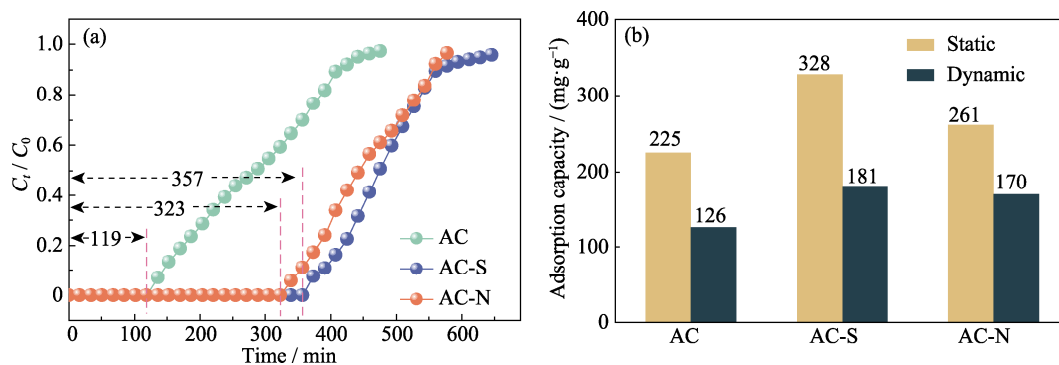 (a)
1.0
0.8
0.6
0.4
0.2
0
Cₜ / C₀
357
323
119
AC
AC-S
AC-N
0 100 200 300 400 500 600
Time / min
(b)
400
300
200
100
0
Adsorption capacity / (mg·g⁻¹)
Static
Dynamic
225
126
328
181
261
170
AC AC-S AC-N